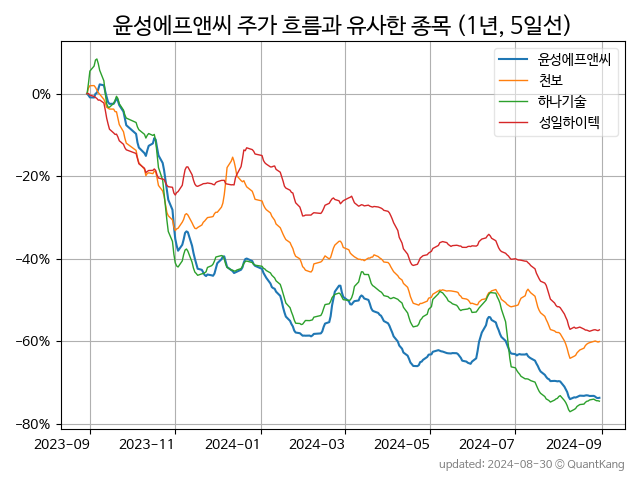 윤성에프앤씨 주가 흐름과 유사한 종목 (1년, 5일선)
윤성에프앤씨
천보
하나기술
성일하이텍
0%
−20%
−40%
−60%
−80%
2023-09 2023-11 2024-01 2024-03 2024-05 2024-07 2024-09
updated: 2024-08-30 © QuantKang